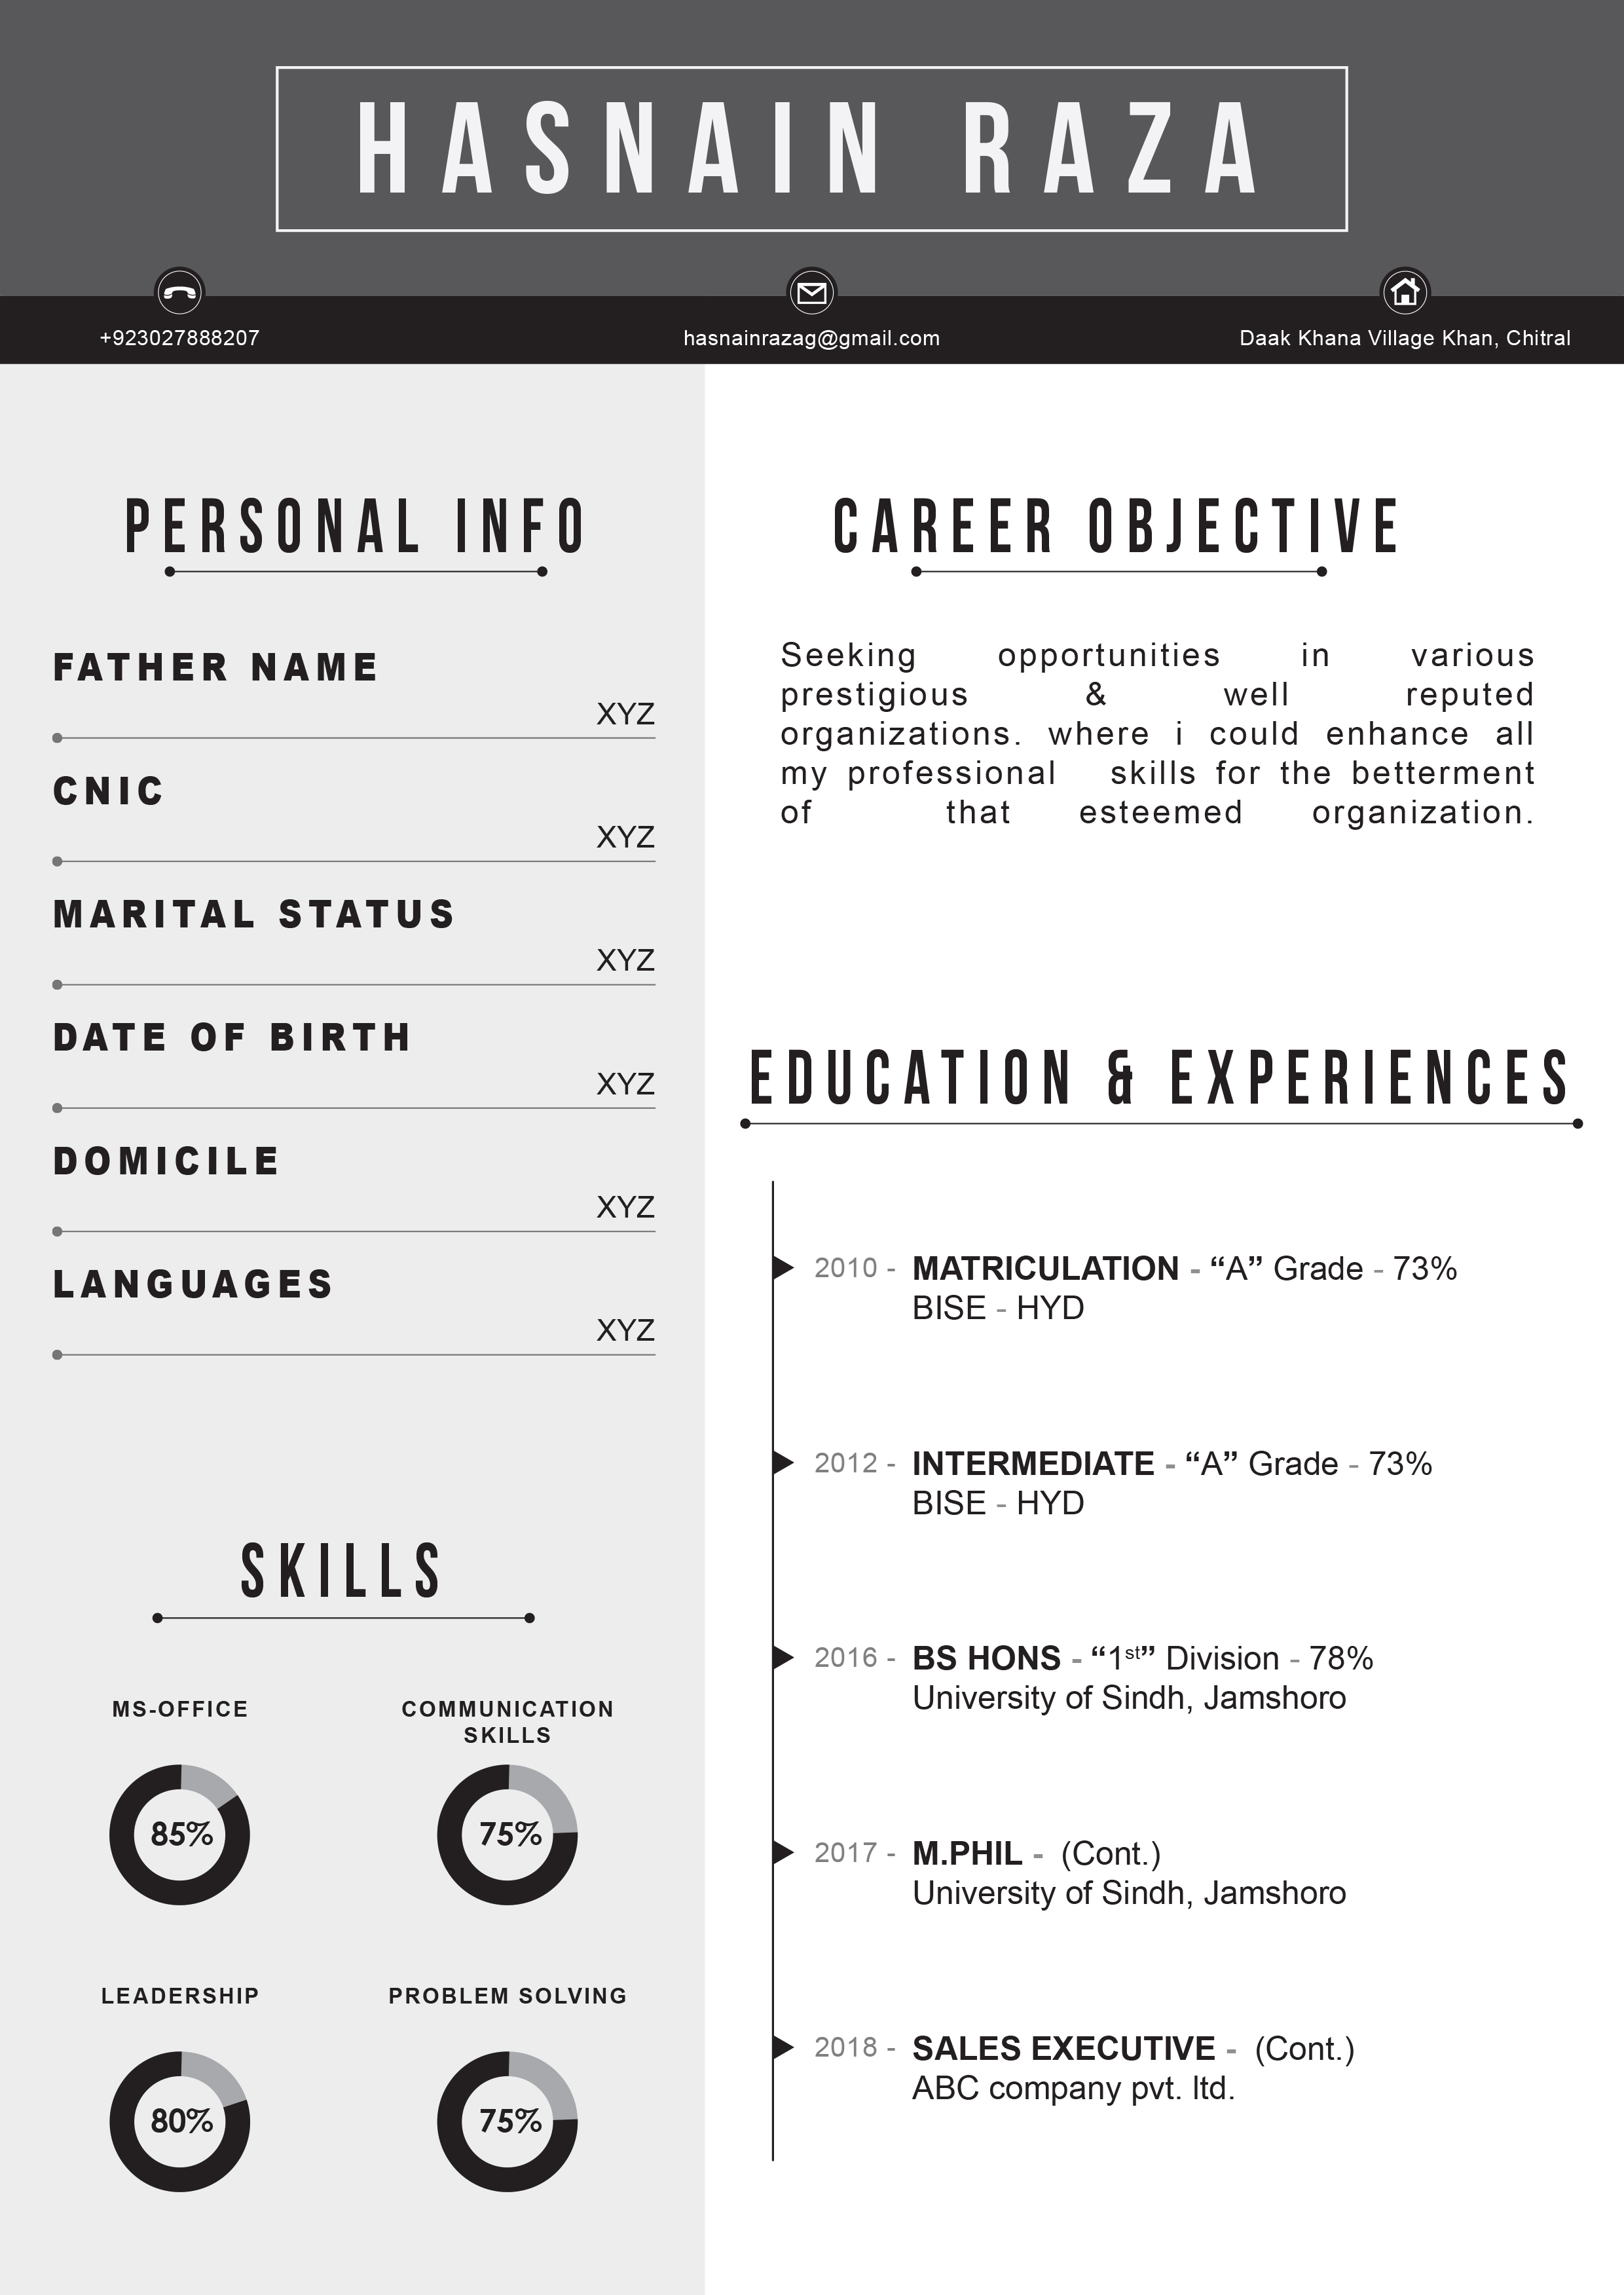 HASNAIN RAZA
+923027888207
hasnainrazag@gmail.com
Daak Khana Village Khan, Chitral
PERSONAL INFO
FATHER NAME
XYZ
CNIC
XYZ
MARITAL STATUS
XYZ
DATE OF BIRTH
XYZ
DOMICILE
XYZ
LANGUAGES
XYZ
SKILLS
MS-OFFICE
85%
COMMUNICATION
SKILLS
75%
LEADERSHIP
80%
PROBLEM SOLVING
75%
CAREER OBJECTIVE
Seeking opportunities in various
prestigious & well reputed
organizations. where i could enhance all
my professional skills for the betterment
of that esteemed organization.
EDUCATION & EXPERIENCES
2010 - MATRICULATION - “A” Grade - 73%
BISE - HYD
2012 - INTERMEDIATE - “A” Grade - 73%
BISE - HYD
2016 - BS HONS - “1st” Division - 78%
University of Sindh, Jamshoro
2017 - M.PHIL - (Cont.)
University of Sindh, Jamshoro
2018 - SALES EXECUTIVE - (Cont.)
ABC company pvt. ltd.